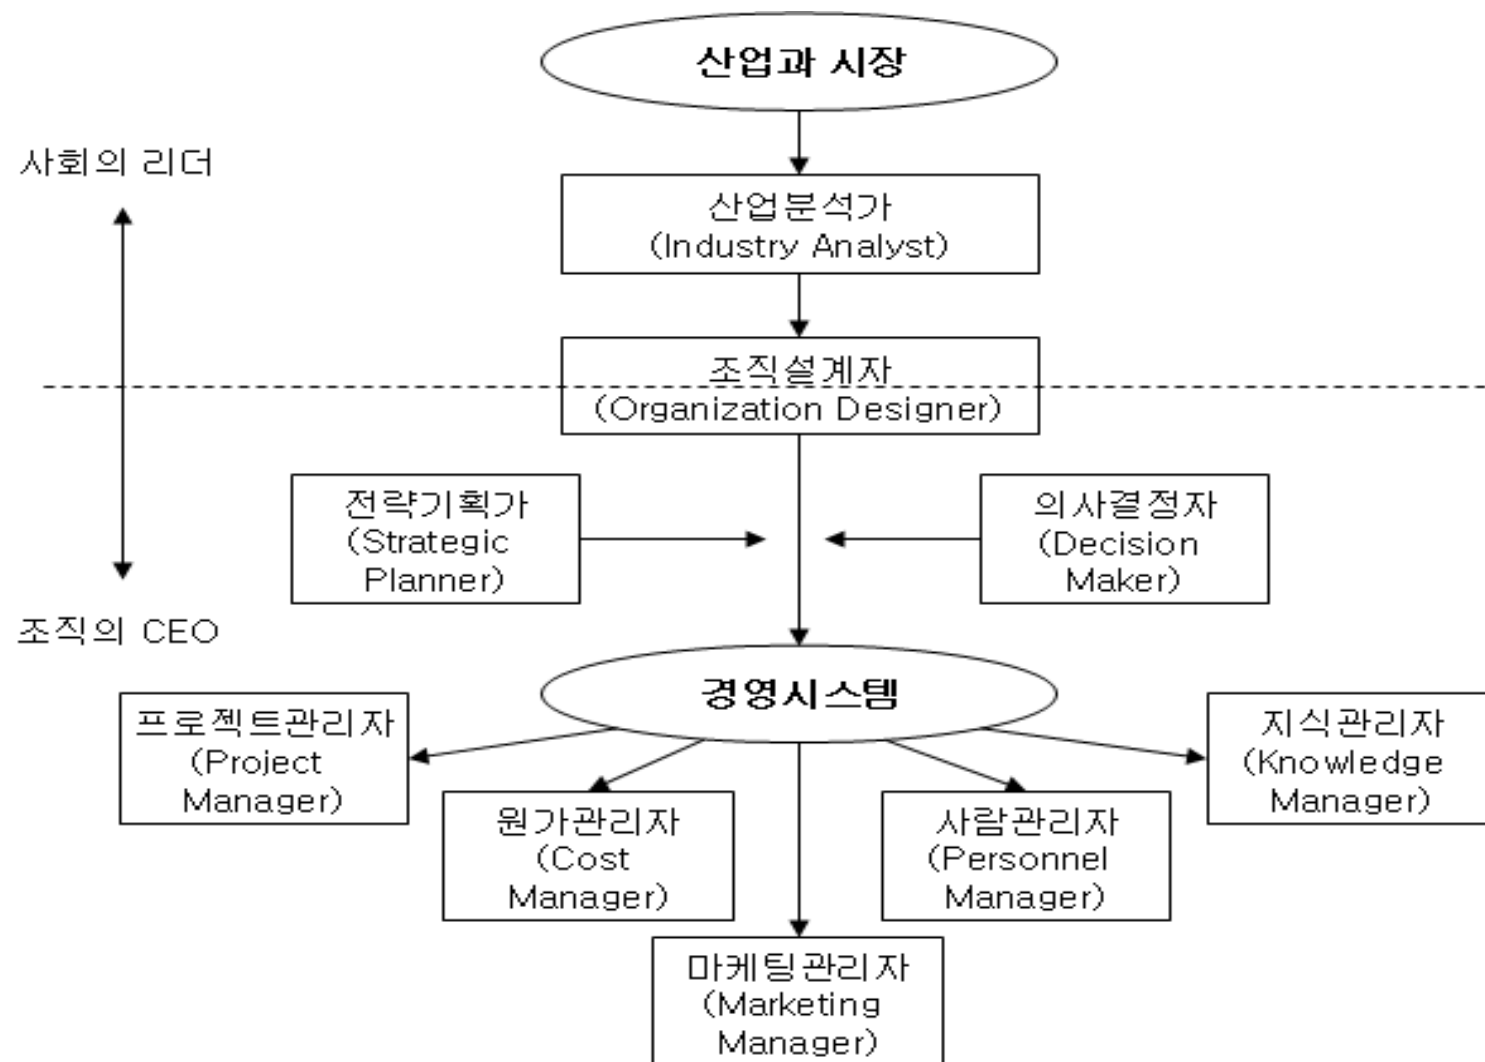 산업과 시장
사회의 리더
산업분석가
(Industry Analyst)
조직설계자
(Organization Designer)
전략기획가
(Strategic
Planner)
의사결정자
(Decision
Maker)
조직의 CEO
경영시스템
프로젝트관리자
(Project
Manager)
원가관리자
(Cost
Manager)
마케팅관리자
(Marketing
Manager)
사람관리자
(Personnel
Manager)
지식관리자
(Knowledge
Manager)